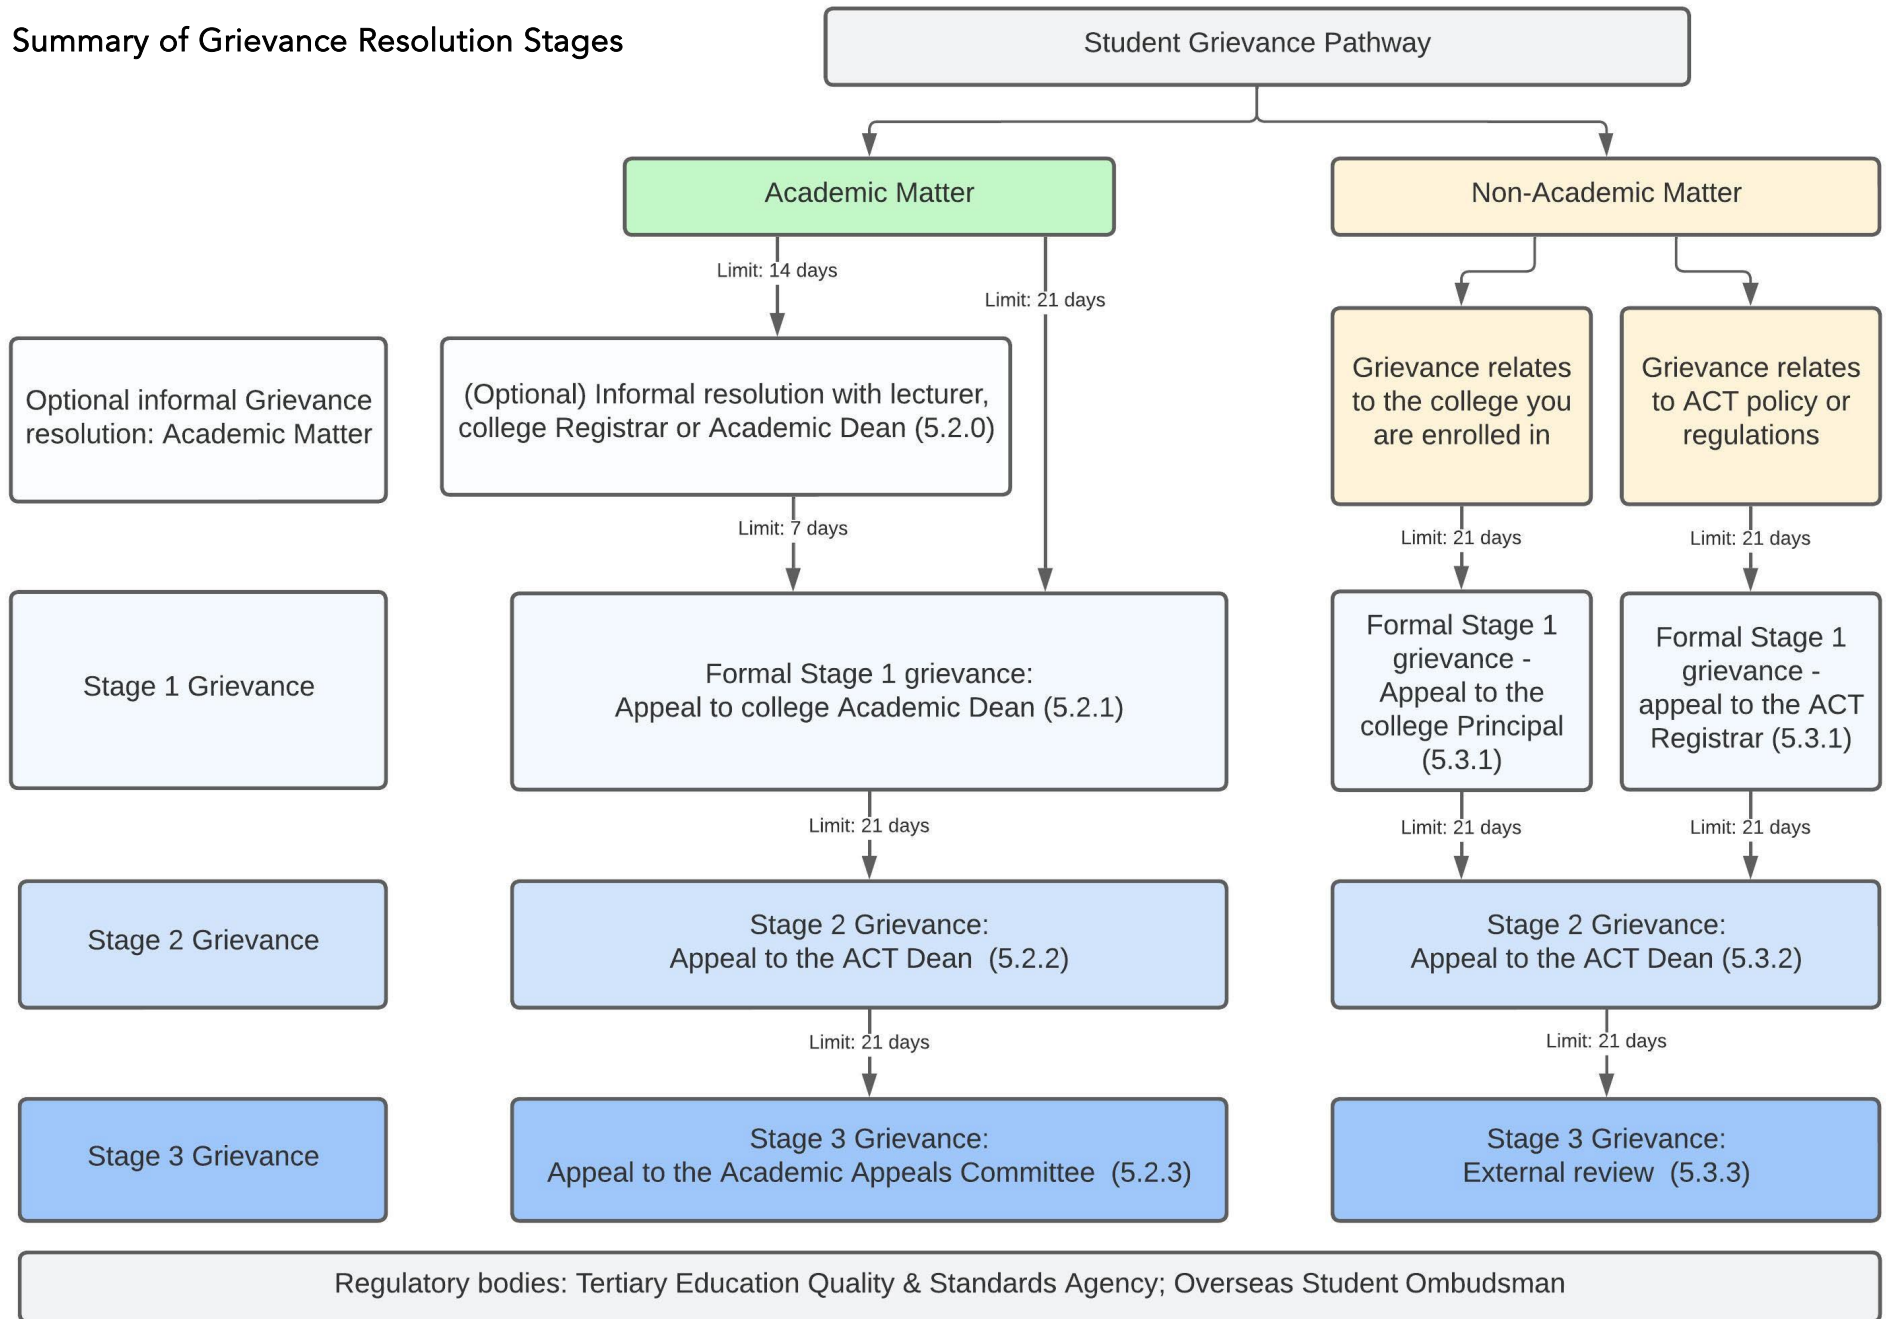 Summary of Grievance Resolution Stages
Student Grievance Pathway
Academic Matter
Non-Academic Matter
Limit: 14 days
Limit: 21 days
Optional informal Grievance
resolution: Academic Matter
(Optional) Informal resolution with lecturer,
college Registrar or Academic Dean (5.2.0)
Grievance relates
to the college you
are enrolled in
Grievance relates
to ACT policy or
regulations
Limit: 7 days
Limit: 21 days
Limit: 21 days
Stage 1 Grievance
Formal Stage 1 grievance:
Appeal to college Academic Dean (5.2.1)
Formal Stage 1
grievance -
Appeal to the
college Principal
(5.3.1)
Formal Stage 1
grievance -
appeal to the ACT
Registrar (5.3.1)
Limit: 21 days
Limit: 21 days
Limit: 21 days
Stage 2 Grievance
Stage 2 Grievance:
Appeal to the ACT Dean  (5.2.2)
Stage 2 Grievance:
Appeal to the ACT Dean (5.3.2)
Limit: 21 days
Limit: 21 days
Stage 3 Grievance
Stage 3 Grievance:
Appeal to the Academic Appeals Committee  (5.2.3)
Stage 3 Grievance:
External review  (5.3.3)
Regulatory bodies: Tertiary Education Quality & Standards Agency; Overseas Student Ombudsman